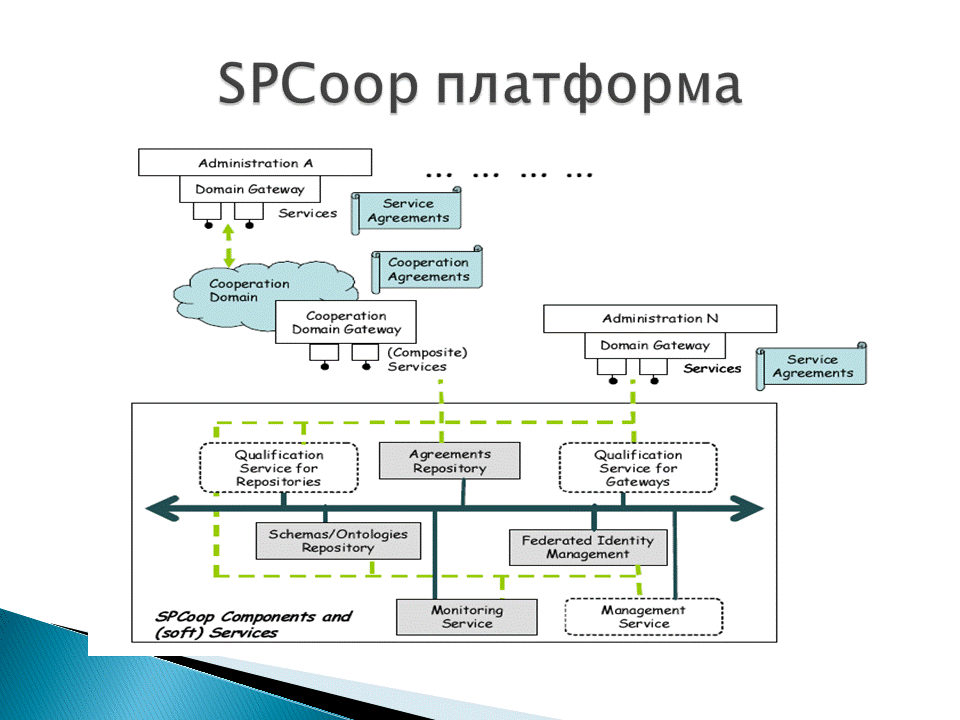 SPCoop платформа
Administration A
... ... ... ...
Domain Gateway
Services
Service
Agreements
Cooperation
Agreements
Cooperation
Domain
Cooperation
Domain Gateway
(Composite)
Services
Administration N
Domain Gateway
Services
Service
Agreements
Qualification
Service for
Repositories
Agreements
Repository
Qualification
Service for
Gateways
Schemas/Ontologies
Repository
Federated Identity
Management
SPCoop Components and
(soft) Services
Monitoring
Service
Management
Service